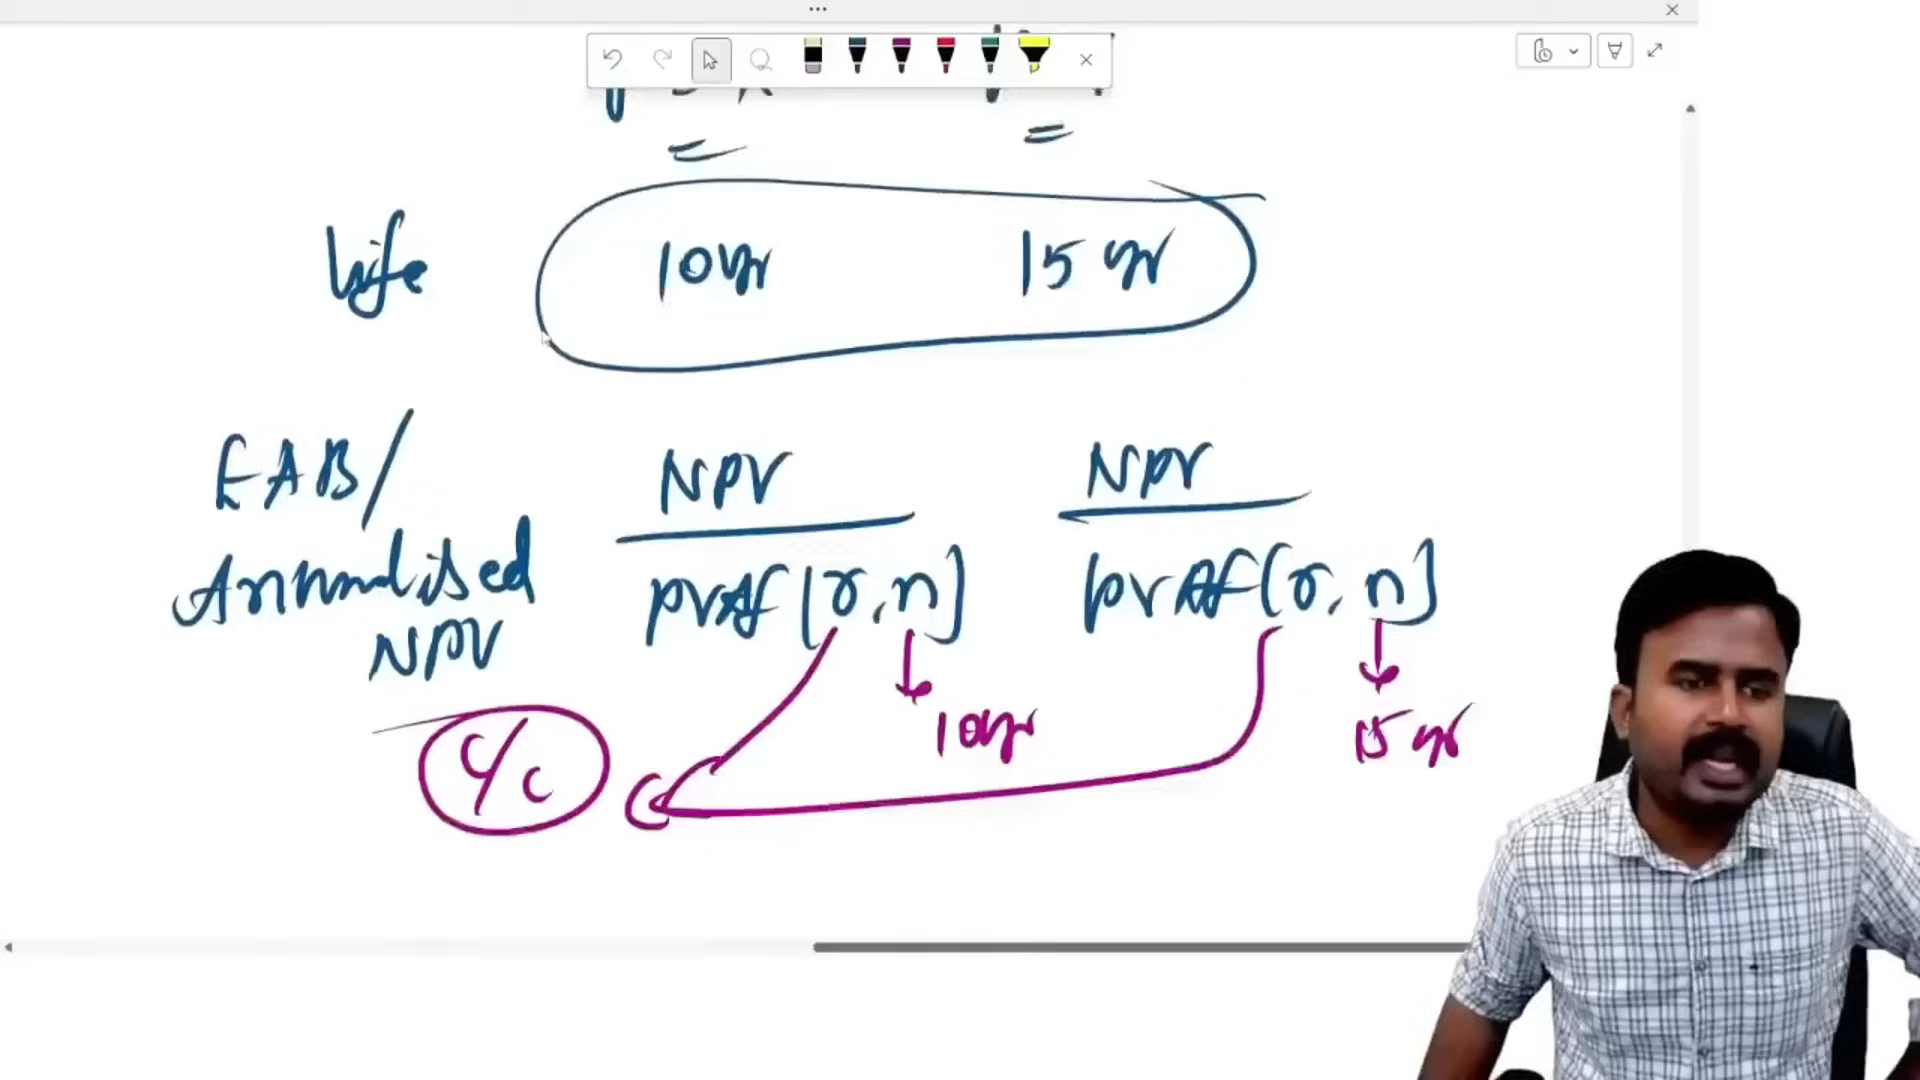 Life 10yr 15 yr
EAB/ NPV NPV
Annualised PVAF [r, n] PVAF [r, n]
NPV
10yr 15 yr
C/C